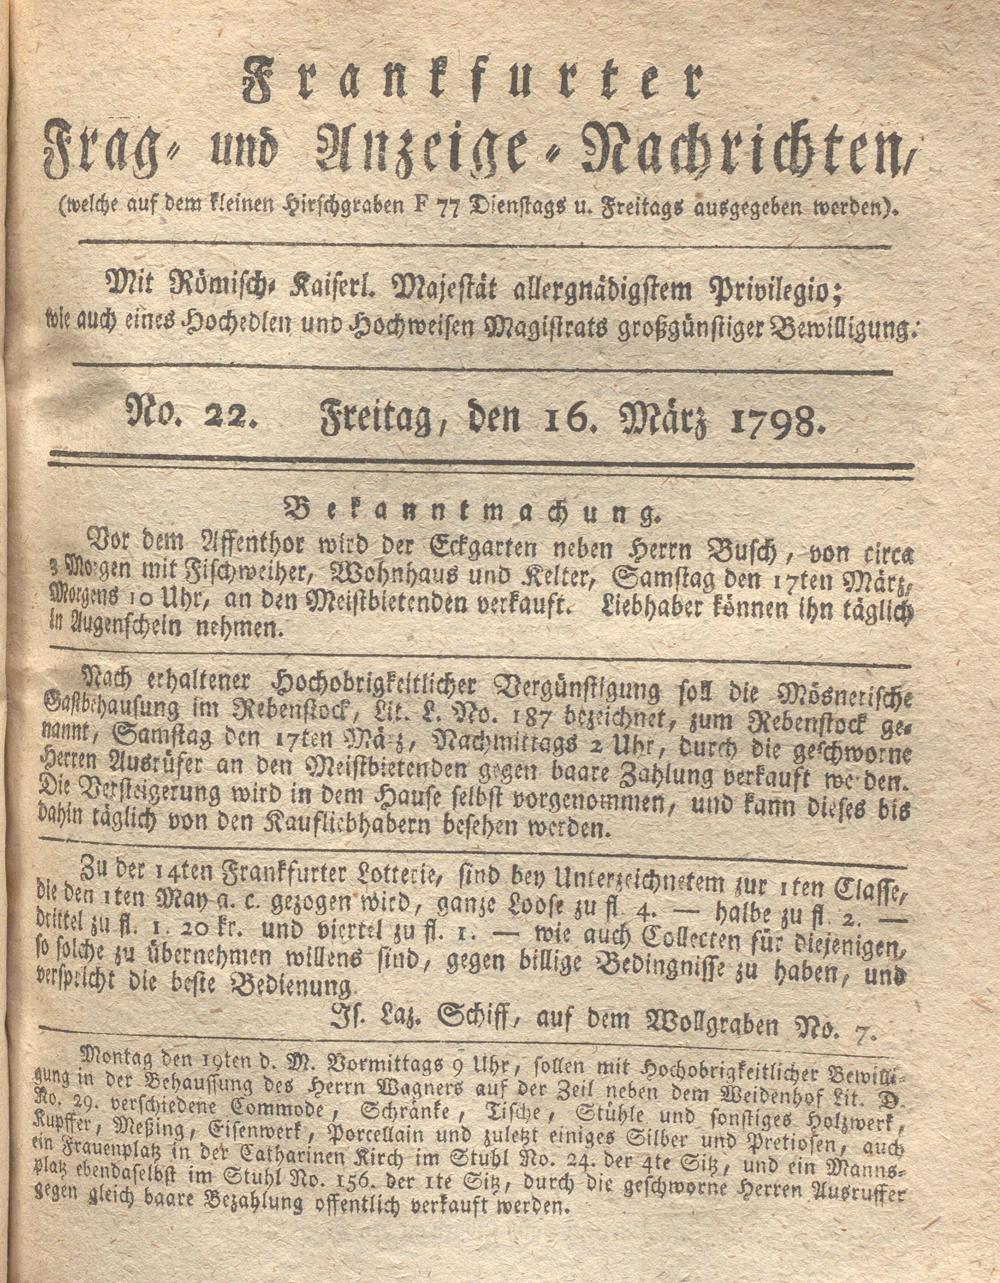 Frankfurter
Frag- und Anzeige-Nachrichten,
(welche auf dem kleinen Hirschgraben F 77 Dienstags u. Freitags ausgegeben werden).
Mit Römisch- Kaiserl. Majestät allergnädigstem Privilegio;
wie auch eines Hochedlen und Hochweisen Magistrats großgünstiger Bewilligung.
No. 22. Freitag, den 16. März 1798.
Bekanntmachung.
Vor dem Affenthor wird der Eckgarten neben Herrn Busch, von circa
3 Morgen mit Fischweiher, Wohnhaus und Kelter, Samstag den 17ten März,
Morgens 10 Uhr, an den Meistbietenden verkauft. Liebhaber können ihn täglich
in Augenschein nehmen.
Nach erhaltener Hochobrigkeitlicher Vergünstigung soll die Mösnerische
Gastbehausung im Rebenstock, Lit. L. No. 187 bezeichnet, zum Rebenstock ge-
nannt, Samstag den 17ten März, Nachmittags 2 Uhr, durch die geschworne
Herren Ausrüfer an den Meistbietenden gegen baare Zahlung verkauft werden.
Die Versteigerung wird in dem Hause selbst vorgenommen, und kann dieses bis
dahin täglich von den Kaufliebhabern besehen werden.
Zu der 14ten Frankfurter Lotterie, sind bey Unterzeichnetem zur 1ten Classe,
die den 1ten May a. c. gezogen wird, ganze Loose zu fl. 4. — halbe zu fl. 2. —
drittel zu fl. 1. 20 kr. und viertel zu fl. 1. — wie auch Collecten für diejenigen,
so solche zu übernehmen willens sind, gegen billige Bedingnisse zu haben, und
verspricht die beste Bedienung.
Is. Laz. Schiff, auf dem Wollgraben No. 7.
Montag den 19ten d. M. Vormittags 9 Uhr, sollen mit Hochobrigkeitlicher Bewilli-
gung in der Behaussung des Herrn Wagners auf der Zeil neben dem Weidenhof Lit. D.
No. 29. verschiedene Commode, Schränke, Tische, Stühle und sonstiges Holzwerk,
Kupffer, Meßing, Eisenwerk, Porcellain und zuletzt einiges Silber und Pretiosen, auch
ein Frauenplatz in der Catharinen Kirch im Stuhl No. 24. der 4te Sitz, und ein Manns-
platz ebendaselbst im Stuhl No. 156. der 1te Sitz, durch die geschworne Herren Ausruffer
gegen gleich baare Bezahlung offentlich verkauft werden.